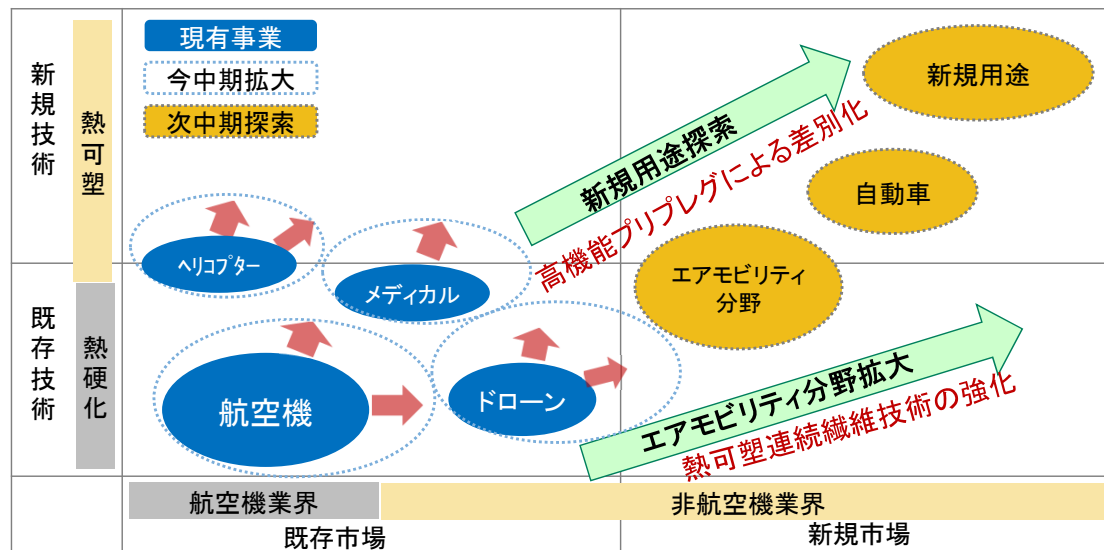 新規技術
熱可塑
既存技術
熱硬化
現有事業
今中期拡大
次中期探索
新規用途
新規用途探索
高機能プリプレグによる差別化
自動車
ヘリコプター
メディカル
エアモビリティ
分野
航空機
ドローン
エアモビリティ分野拡大
熱可塑連続繊維技術の強化
航空機業界
非航空機業界
既存市場
新規市場